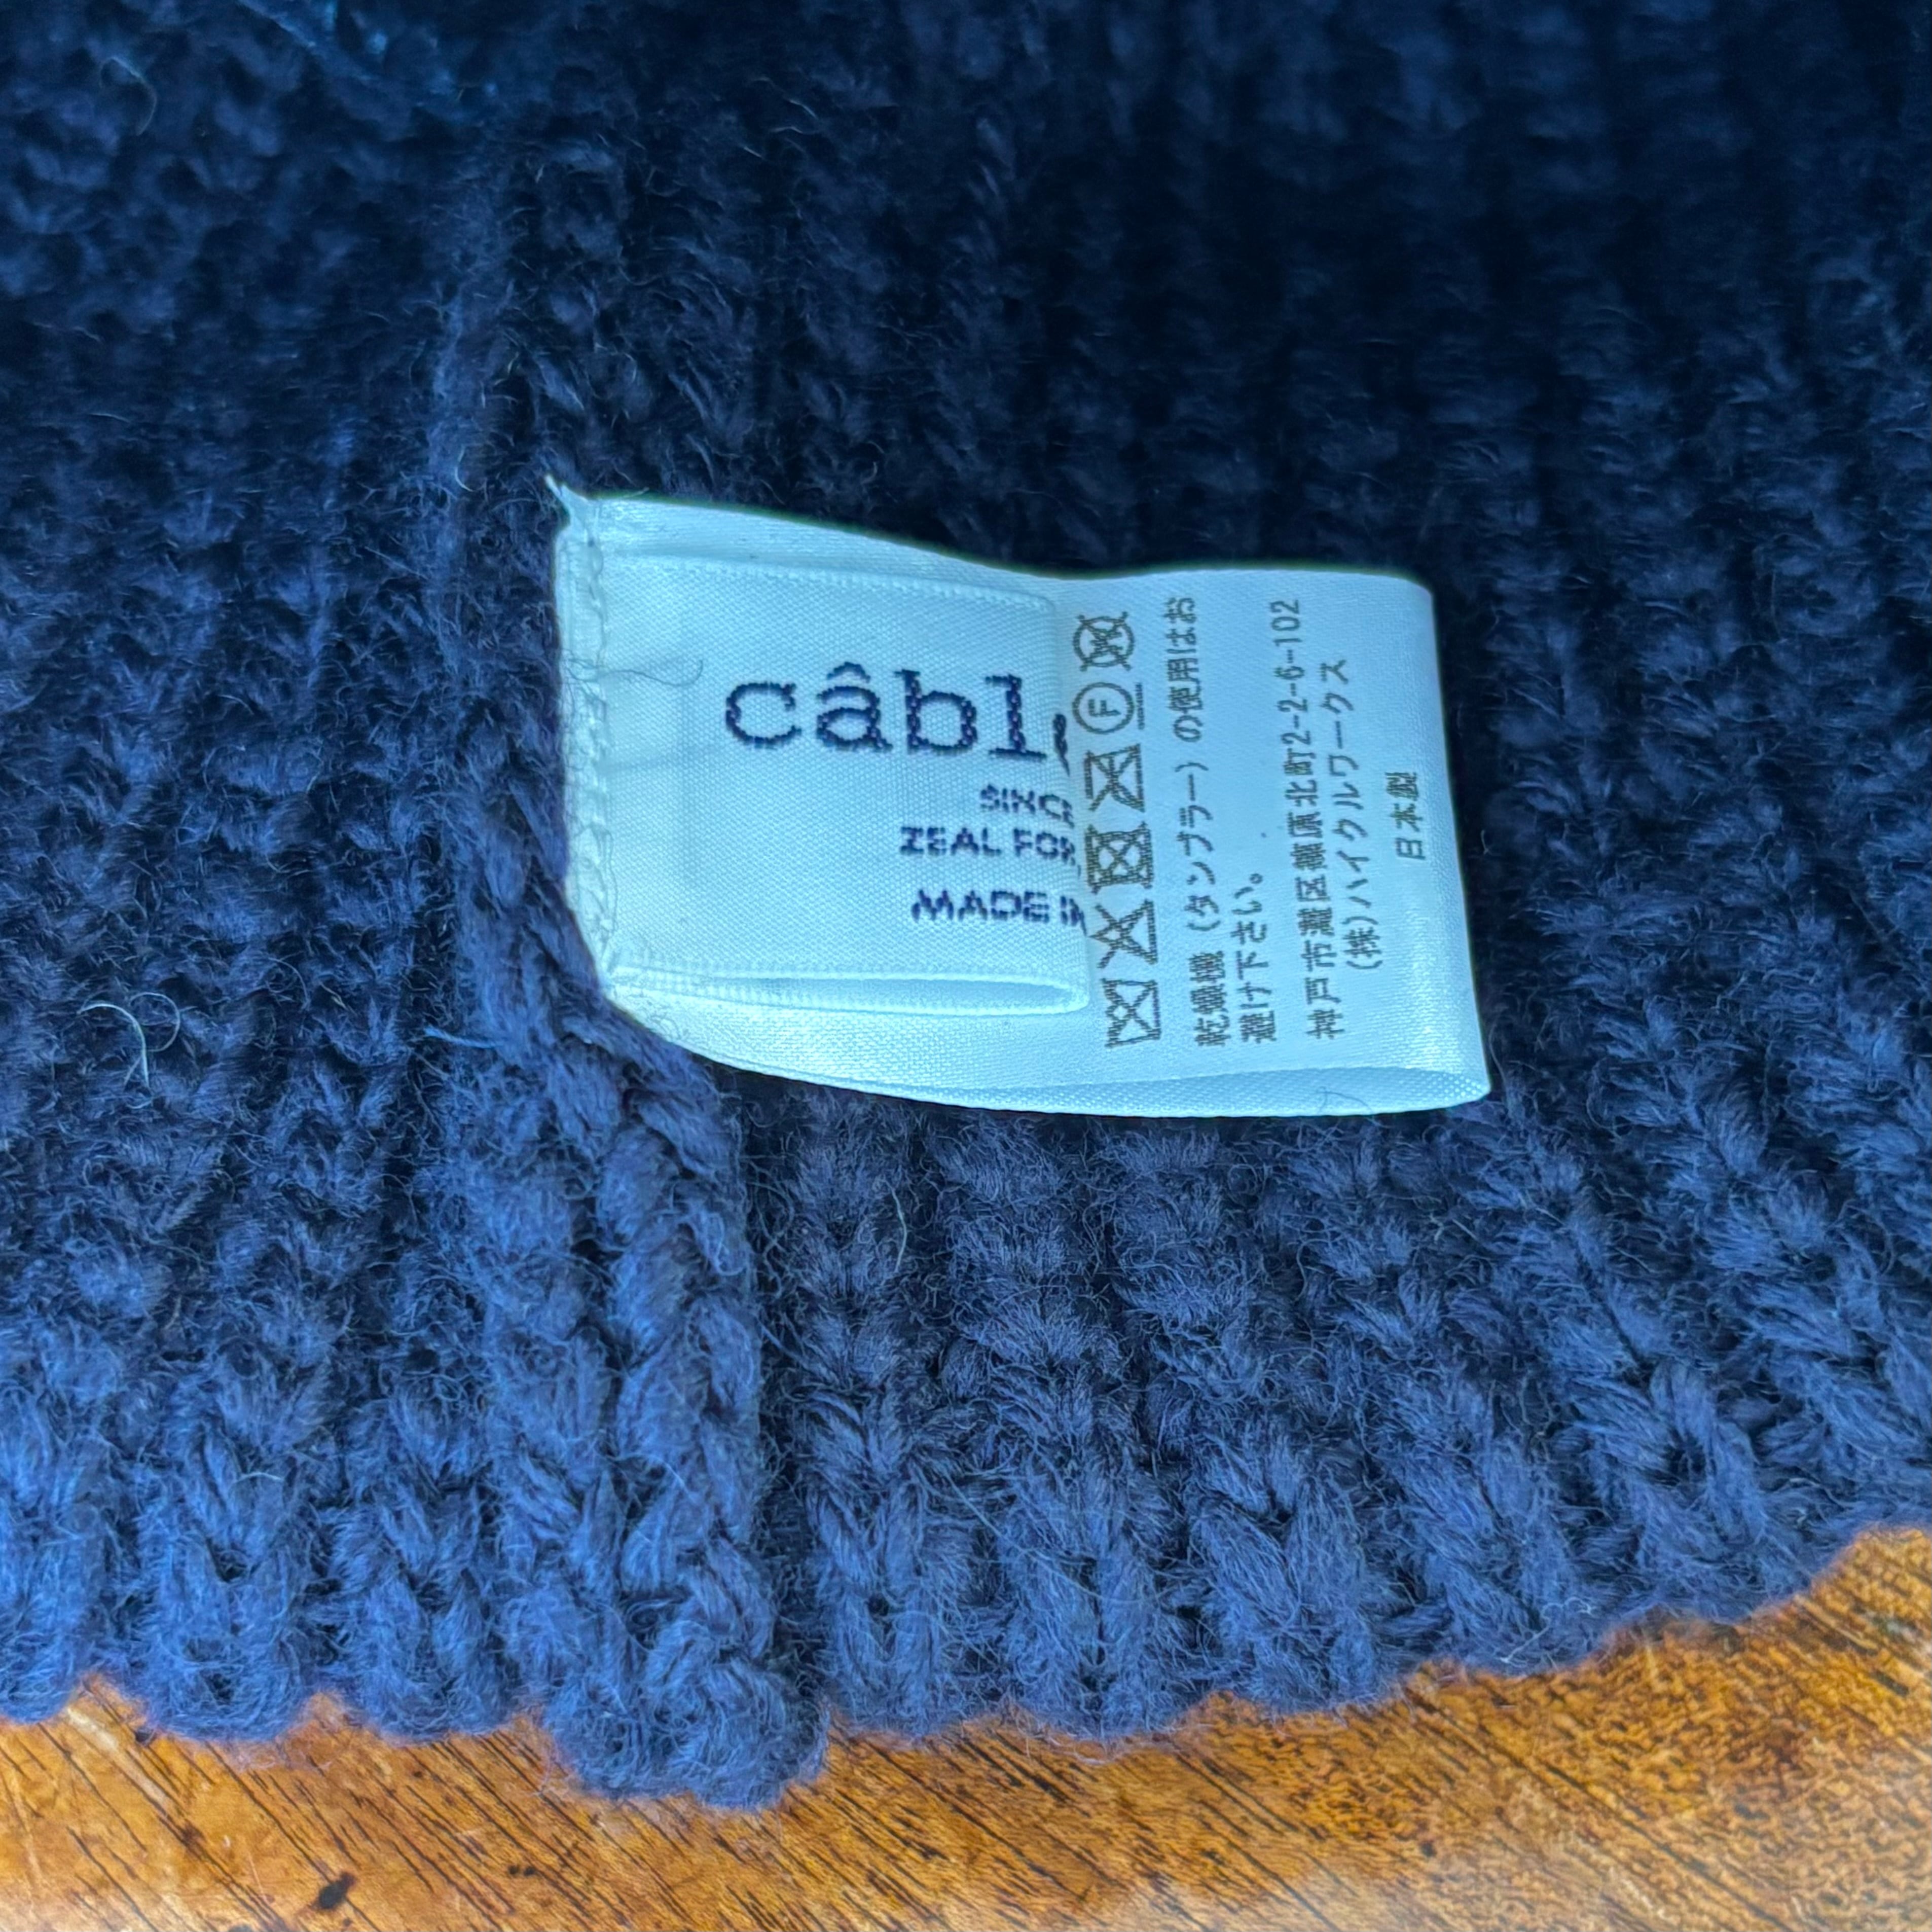 câbl
SINC
ZEAL FOR
MADE IN
乾燥機（タンブラー）の使用はお
避け下さい。
神戸市灘区篠原北町2-2-6-102
(株)ハイクルワークス
日本製